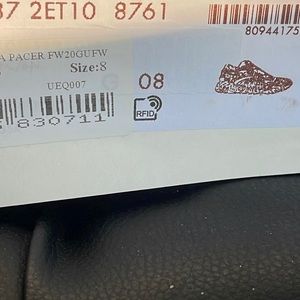 37 2ET10 8761
80944175
A PACER FW20GUFW
Size:8
UEQ007
830711
08
RFID